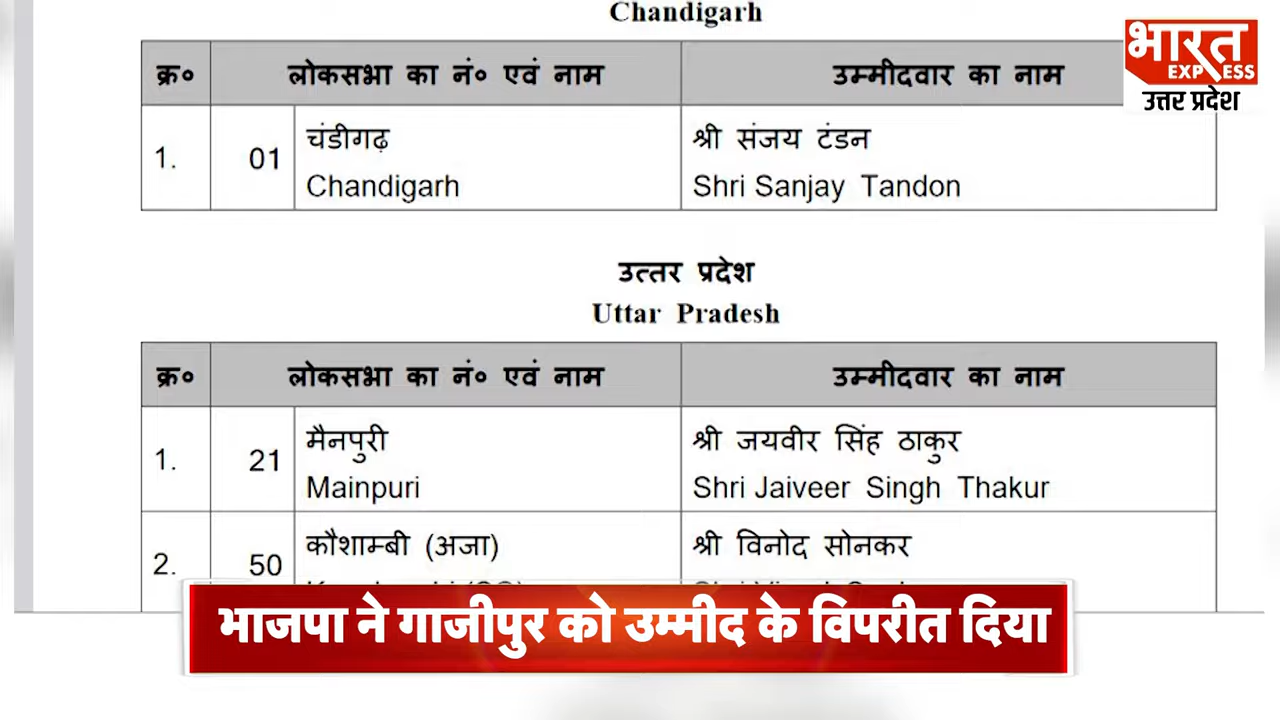 Chandigarh
क्र० लोकसभा का नं० एवं नाम उम्मीदवार का नाम
1. 01 चंडीगढ़ श्री संजय टंडन
Chandigarh Shri Sanjay Tandon
उत्तर प्रदेश
Uttar Pradesh
क्र० लोकसभा का नं० एवं नाम उम्मीदवार का नाम
1. 21 मैनपुरी श्री जयवीर सिंह ठाकुर
Mainpuri Shri Jaiveer Singh Thakur
2. 50 कौशाम्बी (अजा) श्री विनोद सोनकर
भाजपा ने गाजीपुर को उम्मीद के विपरीत दिया
भारत
EXPRESS
उत्तर प्रदेश